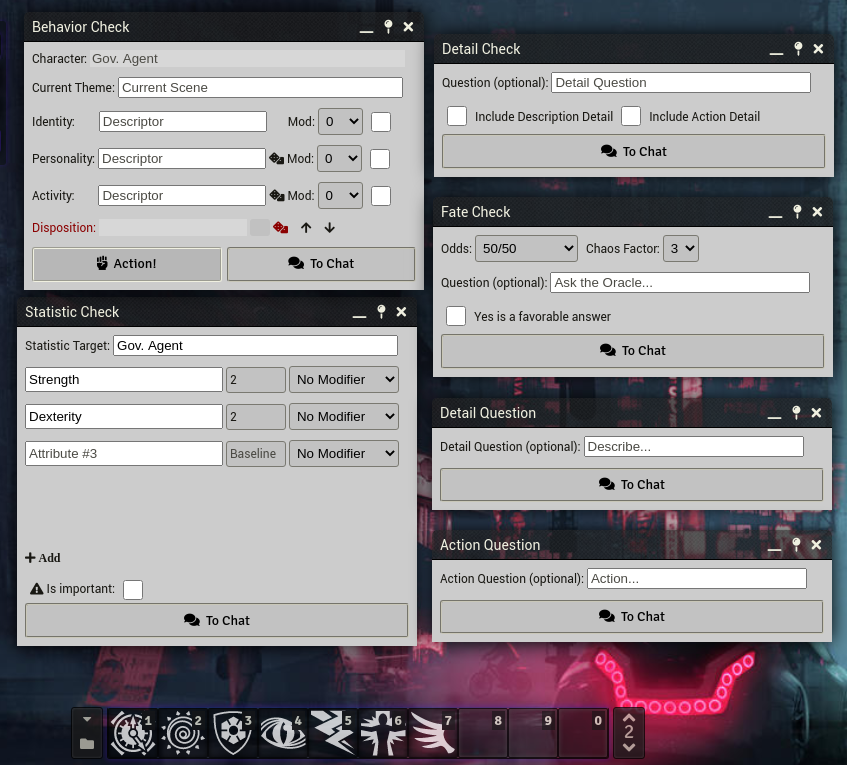 Behavior Check
Character: Gov. Agent
Current Theme: Current Scene
Identity: Descriptor Mod: 0
Personality: Descriptor Mod: 0
Activity: Descriptor Mod: 0
Disposition:
Action! To Chat
Statistic Check
Statistic Target: Gov. Agent
Strength 2 No Modifier
Dexterity 2 No Modifier
Attribute #3 Baseline No Modifier
Add
Is important:
To Chat
Detail Check
Question (optional): Detail Question
Include Description Detail Include Action Detail
To Chat
Fate Check
Odds: 50/50 Chaos Factor: 3
Question (optional): Ask the Oracle...
Yes is a favorable answer
To Chat
Detail Question
Detail Question (optional): Describe...
To Chat
Action Question
Action Question (optional): Action...
To Chat
1 2 3 4 5 6 7 8 9 0 2